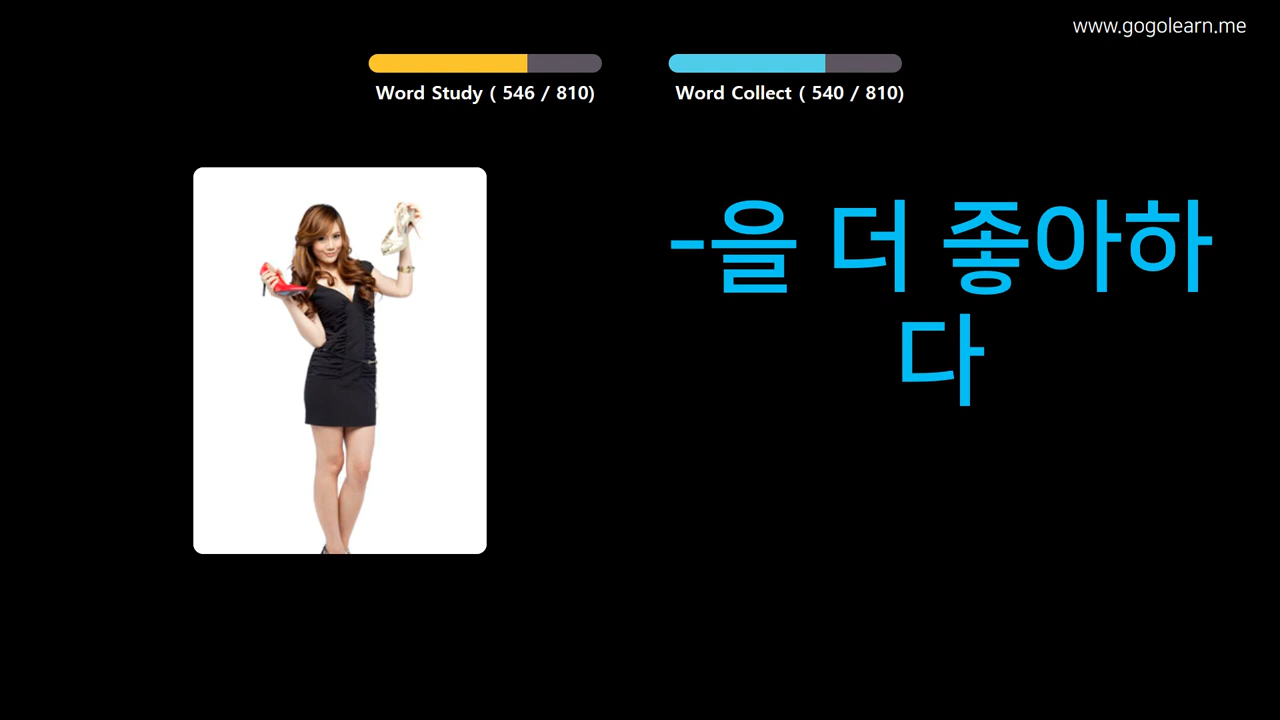 www.gogolearn.me
Word Study ( 546 / 810)
Word Collect ( 540 / 810)
-을 더 좋아하
다